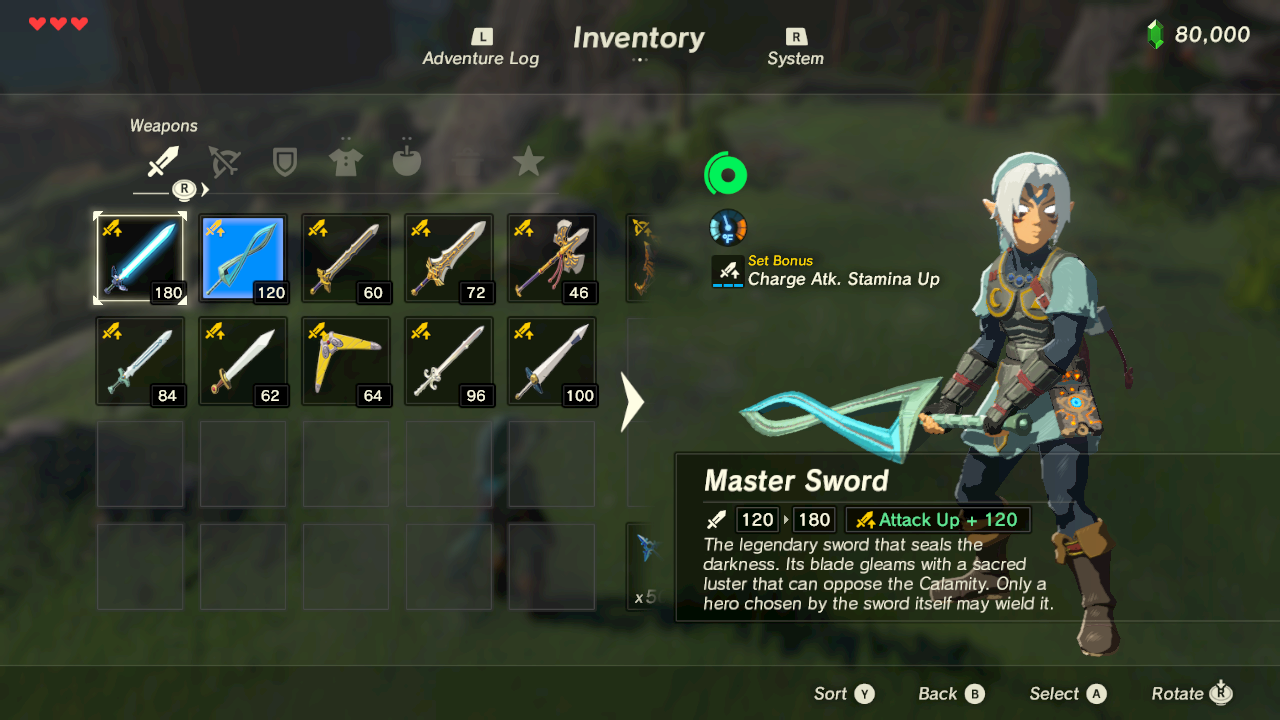 L
Adventure Log
Inventory
R
System
80,000
Weapons
R
180
120
60
72
46
84
62
64
96
100
x5
°F
Set Bonus
Charge Atk. Stamina Up
Master Sword
120 180 Attack Up + 120
The legendary sword that seals the
darkness. Its blade gleams with a sacred
luster that can oppose the Calamity. Only a
hero chosen by the sword itself may wield it.
Sort Y
Back B
Select A
Rotate R